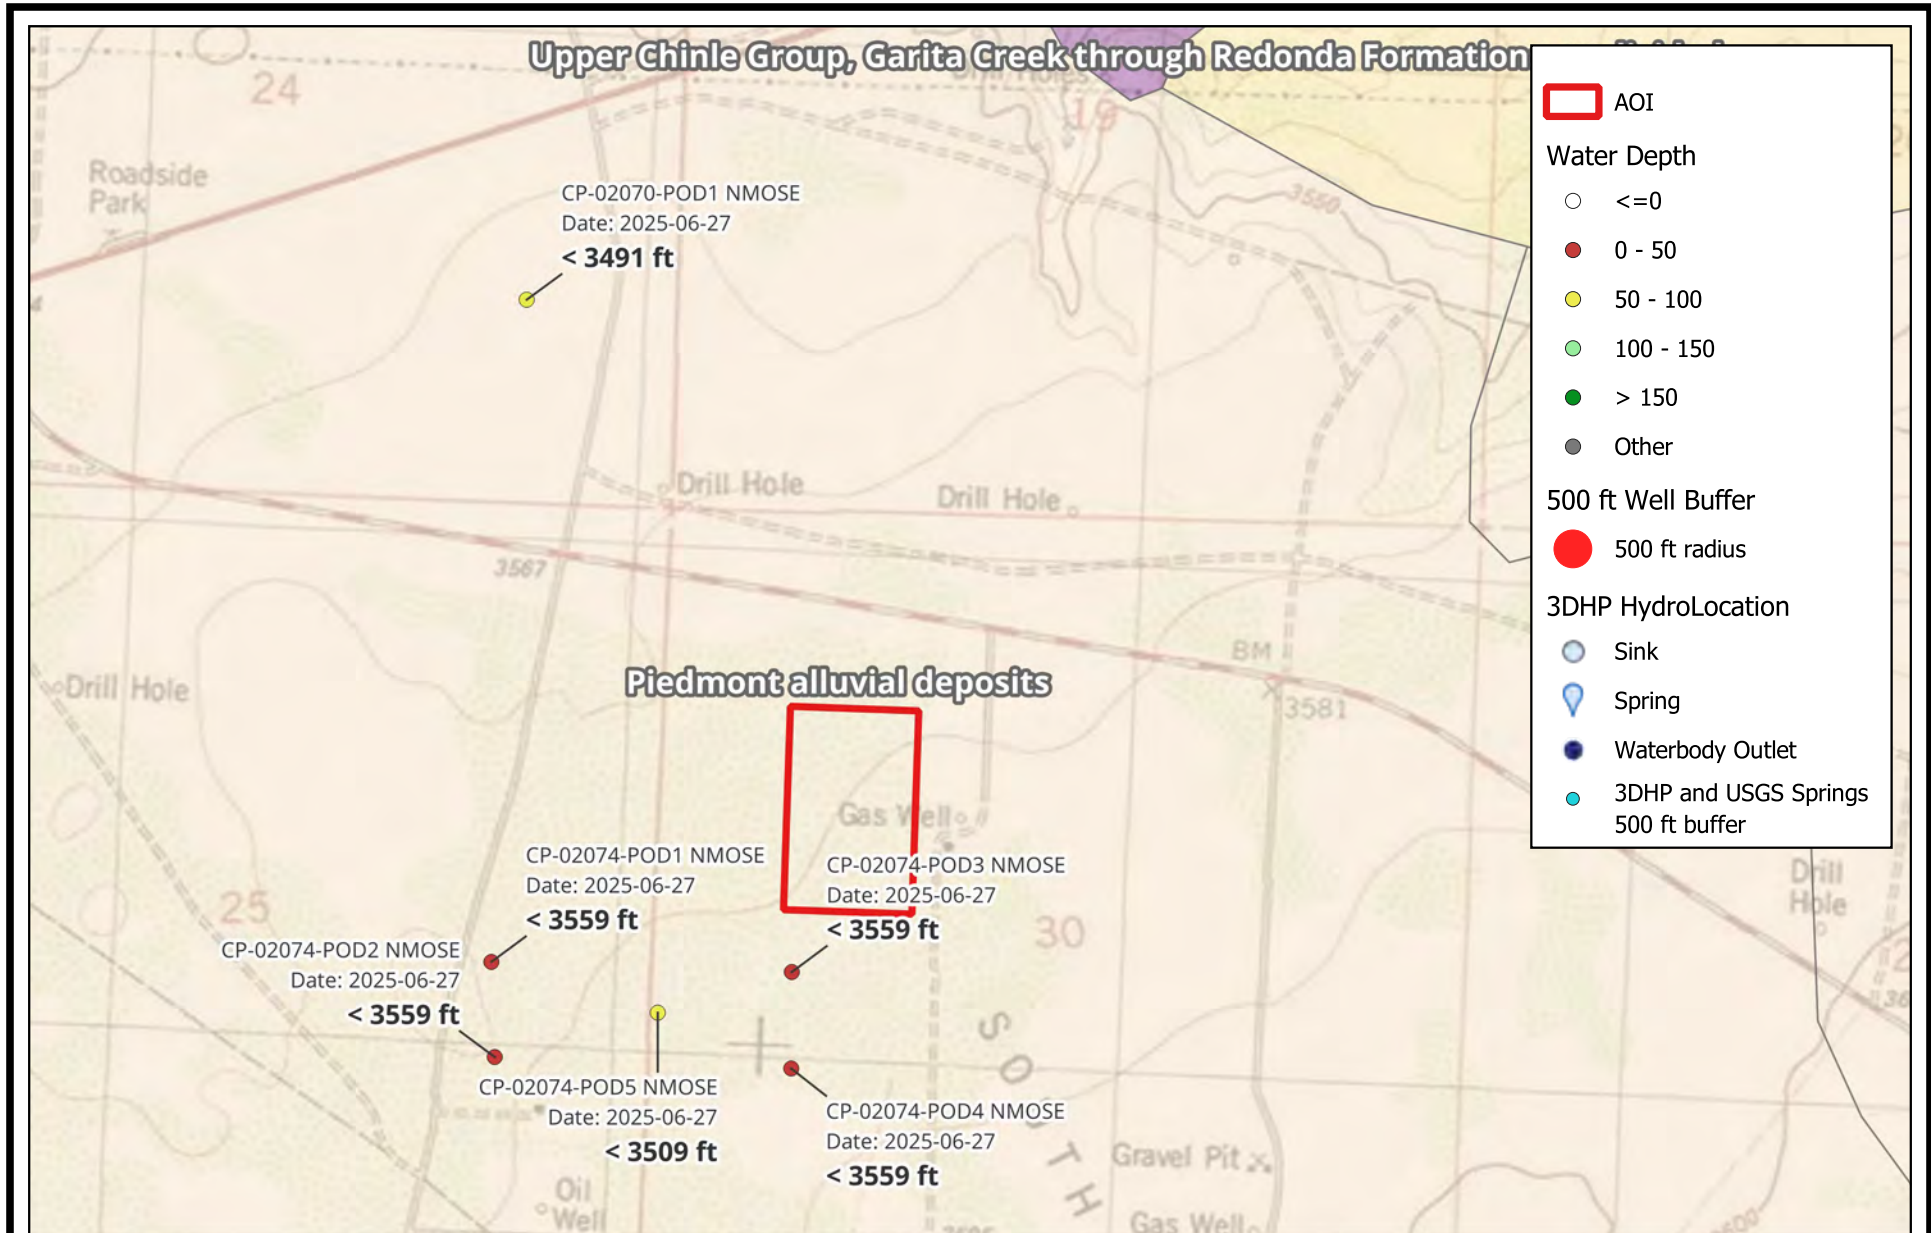 Upper Chinle Group, Garita Creek through Redonda Formation
24
Drill Holes
19
Roadside
Park
CP-02070-POD1 NMOSE
Date: 2025-06-27
< 3491 ft
3550
4
Drill Hole
Drill Hole
3567
BM
3581
Drill Hole
Piedmont alluvial deposits
Gas Well
CP-02074-POD1 NMOSE
Date: 2025-06-27
< 3559 ft
CP-02074-POD3 NMOSE
Date: 2025-06-27
< 3559 ft
25
30
CP-02074-POD2 NMOSE
Date: 2025-06-27
< 3559 ft
CP-02074-POD5 NMOSE
Date: 2025-06-27
< 3509 ft
CP-02074-POD4 NMOSE
Date: 2025-06-27
< 3559 ft
SOUTH
Gravel Pit
Oil
Well
Gas Well
3600
Drill
Hole
AOI
Water Depth
<=0
0 - 50
50 - 100
100 - 150
> 150
Other
500 ft Well Buffer
500 ft radius
3DHP HydroLocation
Sink
Spring
Waterbody Outlet
3DHP and USGS Springs
500 ft buffer